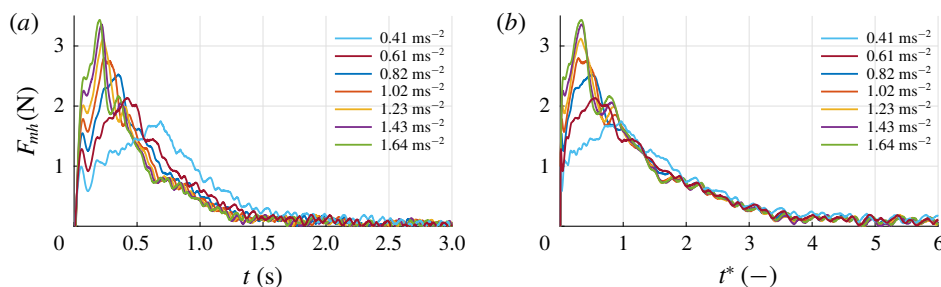 (a)
(b)
F_mh (N)
3
2
1
0
0.5
1.0
1.5
2.0
2.5
3.0
t (s)
0.41 ms⁻²
0.61 ms⁻²
0.82 ms⁻²
1.02 ms⁻²
1.23 ms⁻²
1.43 ms⁻²
1.64 ms⁻²
3
2
1
0
1
2
3
4
5
6
t* (−)
0.41 ms⁻²
0.61 ms⁻²
0.82 ms⁻²
1.02 ms⁻²
1.23 ms⁻²
1.43 ms⁻²
1.64 ms⁻²